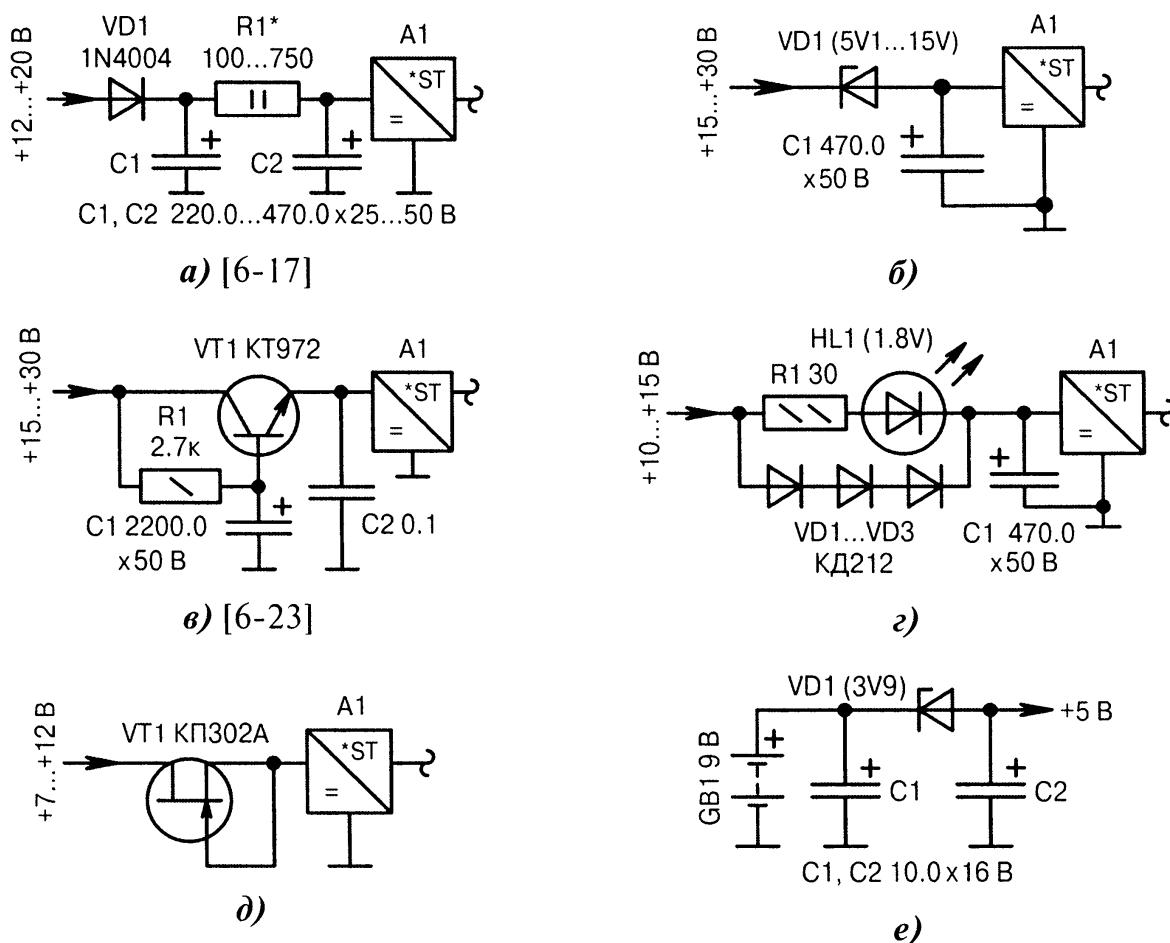 +12...+20 В
VD1
1N4004
R1*
100...750
A1
*ST
=
+
C1
+
C2
C1, C2 220.0...470.0 x 25...50 В
а) [6-17]
+15...+30 В
VD1 (5V1...15V)
A1
*ST
=
+
C1 470.0
x50 В
б)
+15...+30 В
VT1 КТ972
A1
*ST
=
R1
2.7к
+
C1 2200.0
x50 В
C2 0.1
в) [6-23]
+10...+15 В
HL1 (1.8V)
R1 30
A1
*ST
=
+
VD1...VD3
КД212
C1 470.0
x50 В
г)
+7...+12 В
VT1 КП302А
A1
*ST
=
д)
GB1 9 В
VD1 (3V9)
+5 В
+
+
C1
+
C2
C1, C2 10.0 x 16 В
е)